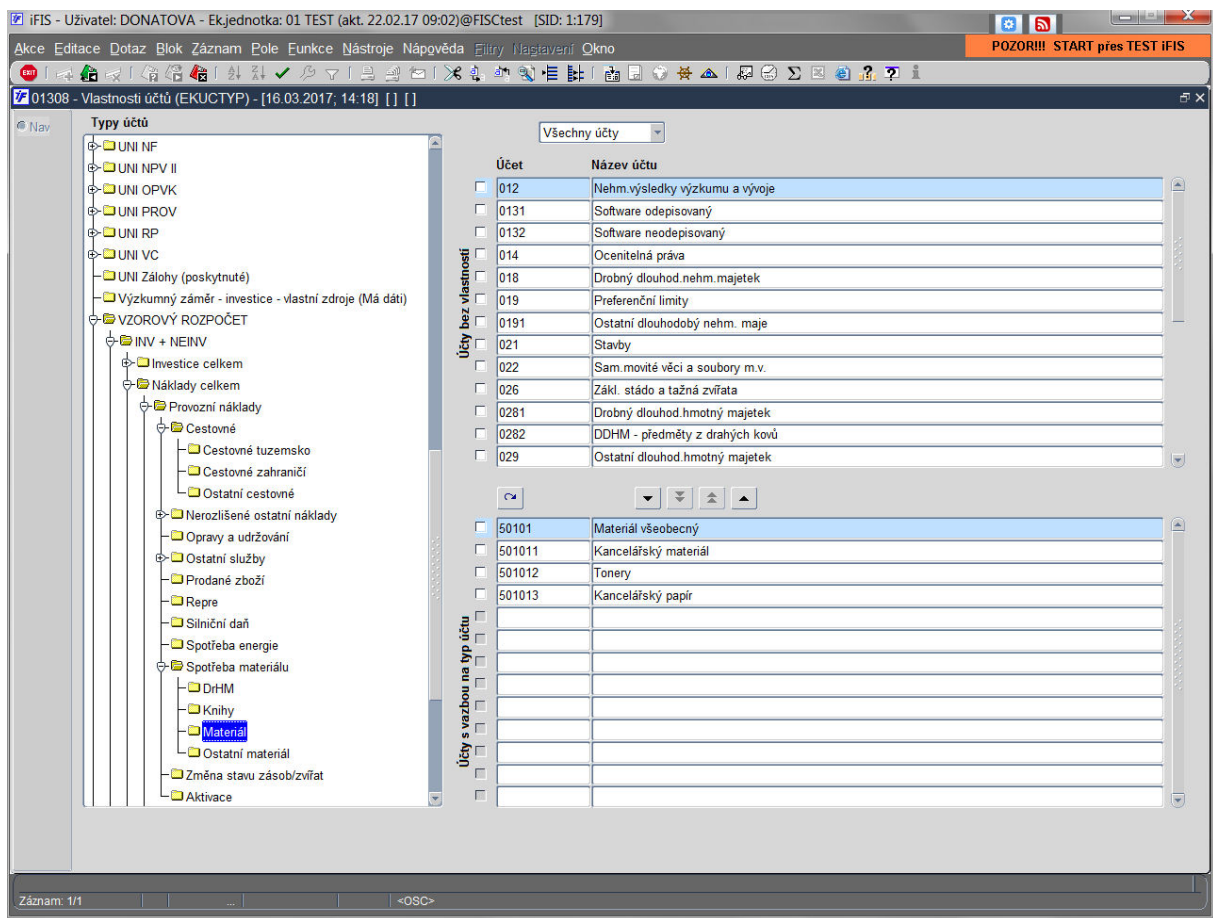 iFIS - Uživatel: DONATOVA - Ek.jednotka: 01 TEST (akt. 22.02.17 09:02)@FISCtest [SID: 1:179]
Akce Editace Dotaz Blok Záznam Pole Funkce Nástroje Nápověda Filtry Nastavení Okno
POZOR!!! START přes TEST iFIS
EXIT
01308 - Vlastnosti účtů (EKUCTYP) - [16.03.2017; 14:18] [ ] [ ]
Nav
Typy účtů
UNI NF
UNI NPV II
UNI OPVK
UNI PROV
UNI RP
UNI VC
UNI Zálohy (poskytnuté)
Výzkumný záměr - investice - vlastní zdroje (Má dáti)
VZOROVÝ ROZPOČET
INV + NEINV
Investice celkem
Náklady celkem
Provozní náklady
Cestovné
Cestovné tuzemsko
Cestovné zahraničí
Ostatní cestovné
Nerozlišené ostatní náklady
Opravy a udržování
Ostatní služby
Prodané zboží
Repre
Silniční daň
Spotřeba energie
Spotřeba materiálu
DrHM
Knihy
Materiál
Ostatní materiál
Změna stavu zásob/zvířat
Aktivace
Všechny účty
Účet Název účtu
Účty bez vlastnosti
012 Nehm.výsledky výzkumu a vývoje
0131 Software odepisovaný
0132 Software neodepisovaný
014 Ocenitelná práva
018 Drobný dlouhod.nehm.majetek
019 Preferenční limity
0191 Ostatní dlouhodobý nehm. maje
021 Stavby
022 Sam.movité věci a soubory m.v.
026 Zákl. stádo a tažná zvířata
0281 Drobný dlouhod.hmotný majetek
0282 DDHM - předměty z drahých kovů
029 Ostatní dlouhod.hmotný majetek
Účty s vazbou na typ účtu
50101 Materiál všeobecný
501011 Kancelářský materiál
501012 Tonery
501013 Kancelářský papír
Záznam: 1/1 ... <OSC>